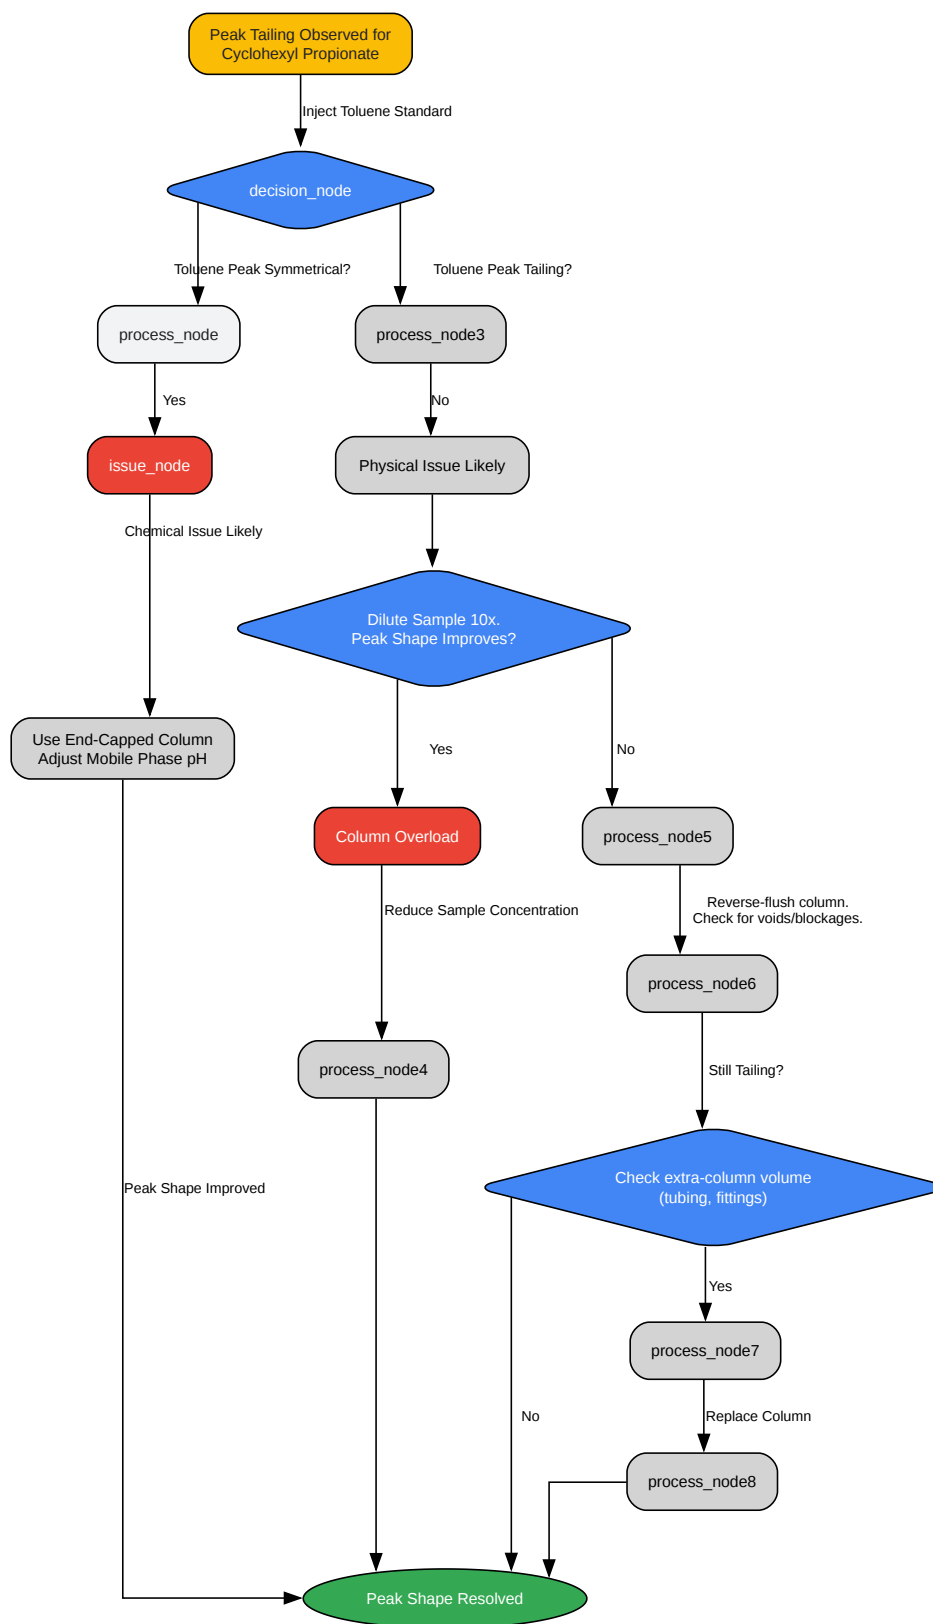 Peak Tailing Observed for
Cyclohexyl Propionate
Inject Toluene Standard
decision_node
Toluene Peak Symmetrical?
Toluene Peak Tailing?
process_node
process_node3
Yes
No
issue_node
Physical Issue Likely
Chemical Issue Likely
Dilute Sample 10x.
Peak Shape Improves?
Use End-Capped Column
Adjust Mobile Phase pH
Yes
No
Column Overload
process_node5
Reduce Sample Concentration
Reverse-flush column.
Check for voids/blockages.
process_node6
process_node4
Still Tailing?
Check extra-column volume
(tubing, fittings)
Peak Shape Improved
Yes
process_node7
No
Replace Column
process_node8
Peak Shape Resolved